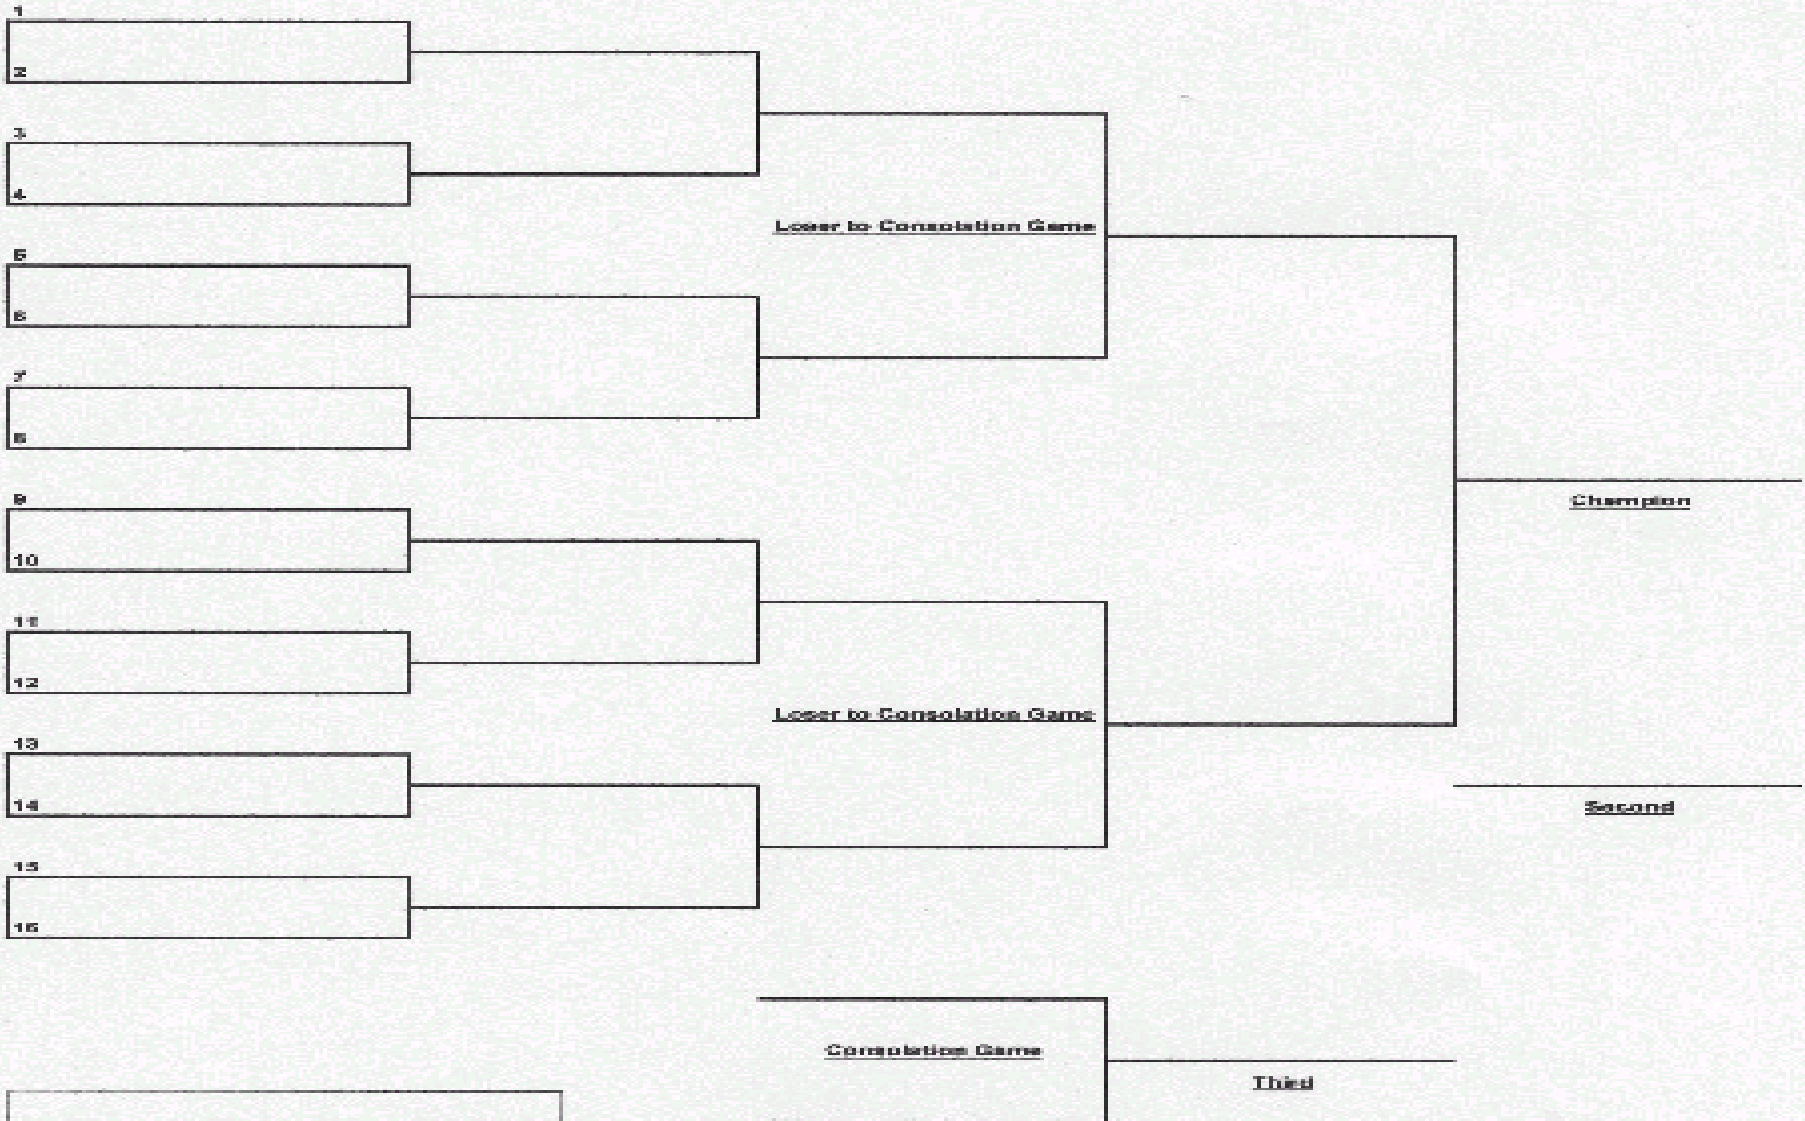 1
2
3
4
Loser to Consolation Game
5
6
7
8
9
Champion
10
11
12
Loser to Consolation Game
13
14
Second
15
16
Consolation Game
Third